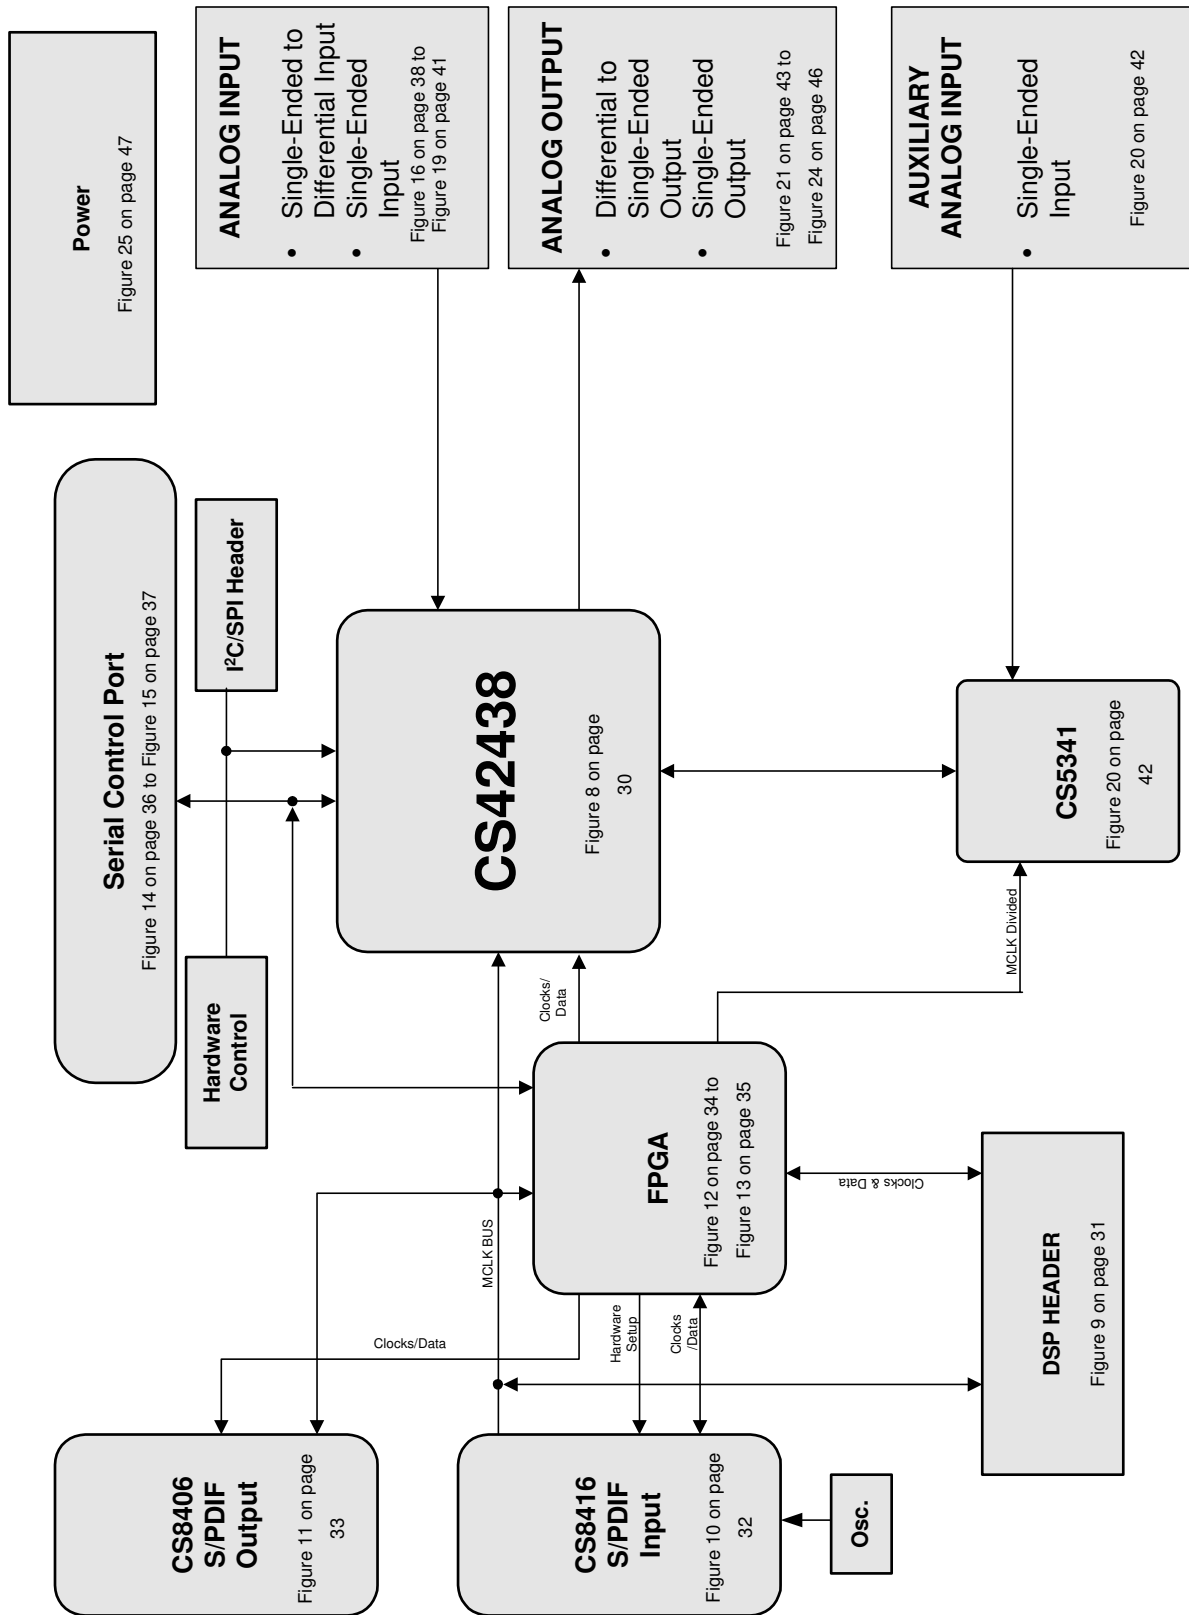 Power
Figure 25 on page 47
Serial Control Port
Figure 14 on page 36 to Figure 15 on page 37
Hardware
Control
I²C/SPI Header
ANALOG INPUT
• Single-Ended to
Differential Input
• Single-Ended
Input
Figure 16 on page 38 to
Figure 19 on page 41
CS8406
S/PDIF
Output
Figure 11 on page
33
Clocks/Data
MCLK BUS
CS42438
Figure 8 on page
30
Clocks/
Data
ANALOG OUTPUT
• Differential to
Single-Ended
Output
• Single-Ended
Output
Figure 21 on page 43 to
Figure 24 on page 46
CS8416
S/PDIF
Input
Figure 10 on page
32
Hardware
Setup
Clocks
/Data
FPGA
Figure 12 on page 34 to
Figure 13 on page 35
Osc.
Clocks & Data
MCLK Divided
DSP HEADER
Figure 9 on page 31
CS5341
Figure 20 on page
42
AUXILIARY
ANALOG INPUT
• Single-Ended
Input
Figure 20 on page 42